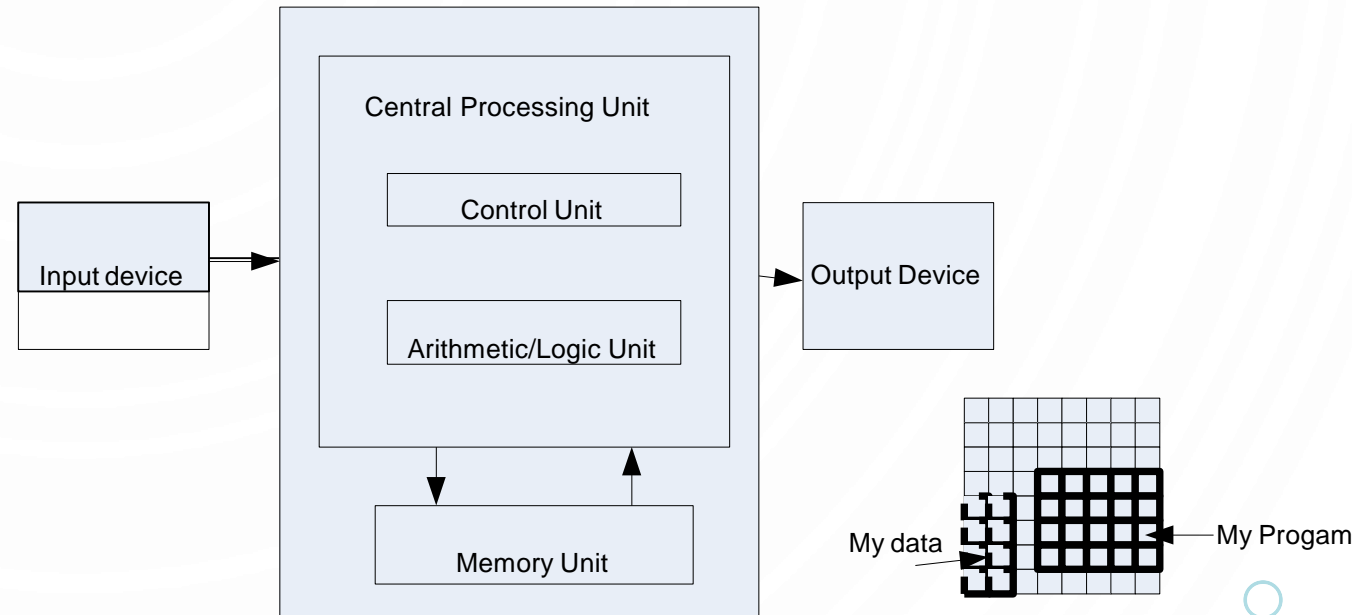 Central Processing Unit
Control Unit
Input device
Output Device
Arithmetic/Logic Unit
Memory Unit
My data
My Progam